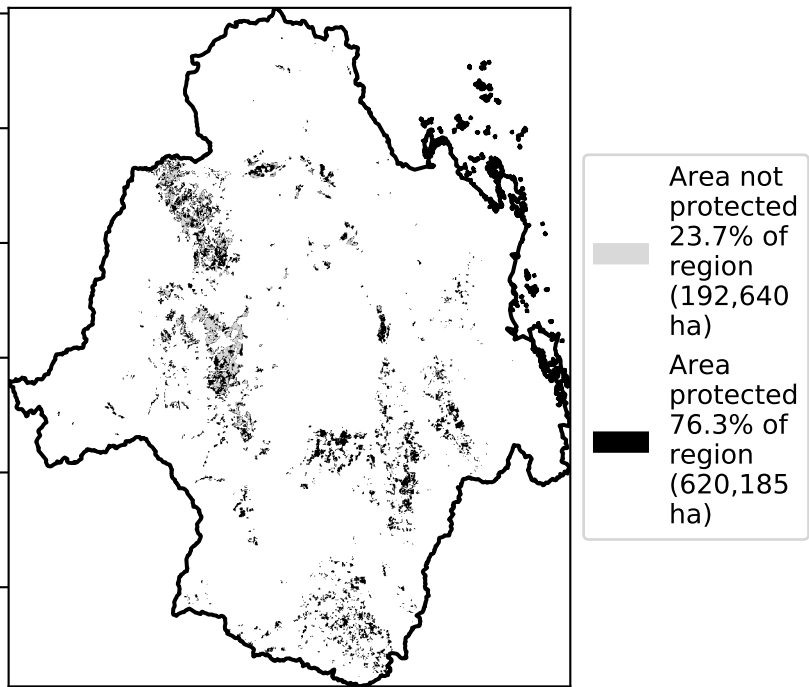 Area not
protected
23.7% of
region
(192,640
ha)
Area
protected
76.3% of
region
(620,185
ha)